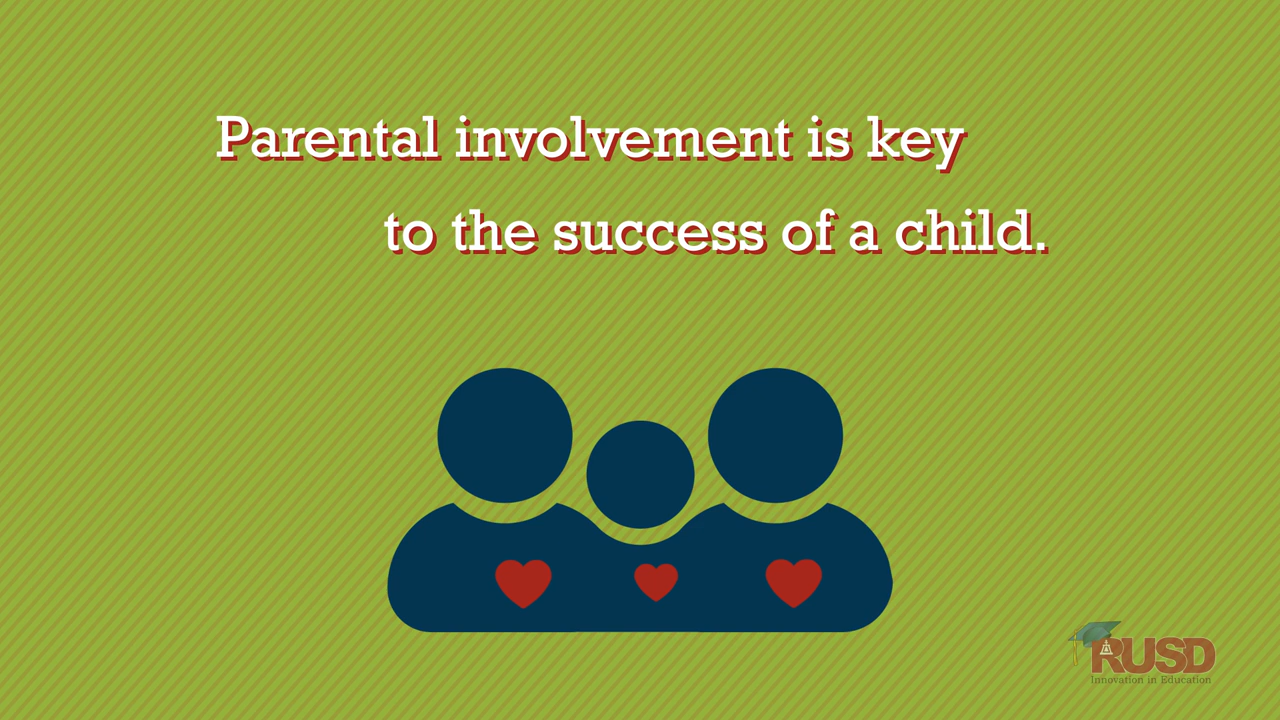 Parental involvement is key
to the success of a child.
RUSD
Innovation in Education